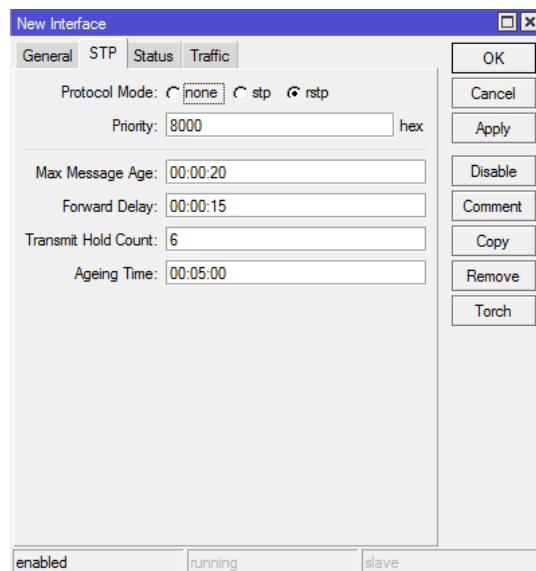 New Interface
General STP Status Traffic
Protocol Mode: none stp rstp
Priority: 8000 hex
Max Message Age: 00:00:20
Forward Delay: 00:00:15
Transmit Hold Count: 6
Ageing Time: 00:05:00
OK
Cancel
Apply
Disable
Comment
Copy
Remove
Torch
enabled running slave